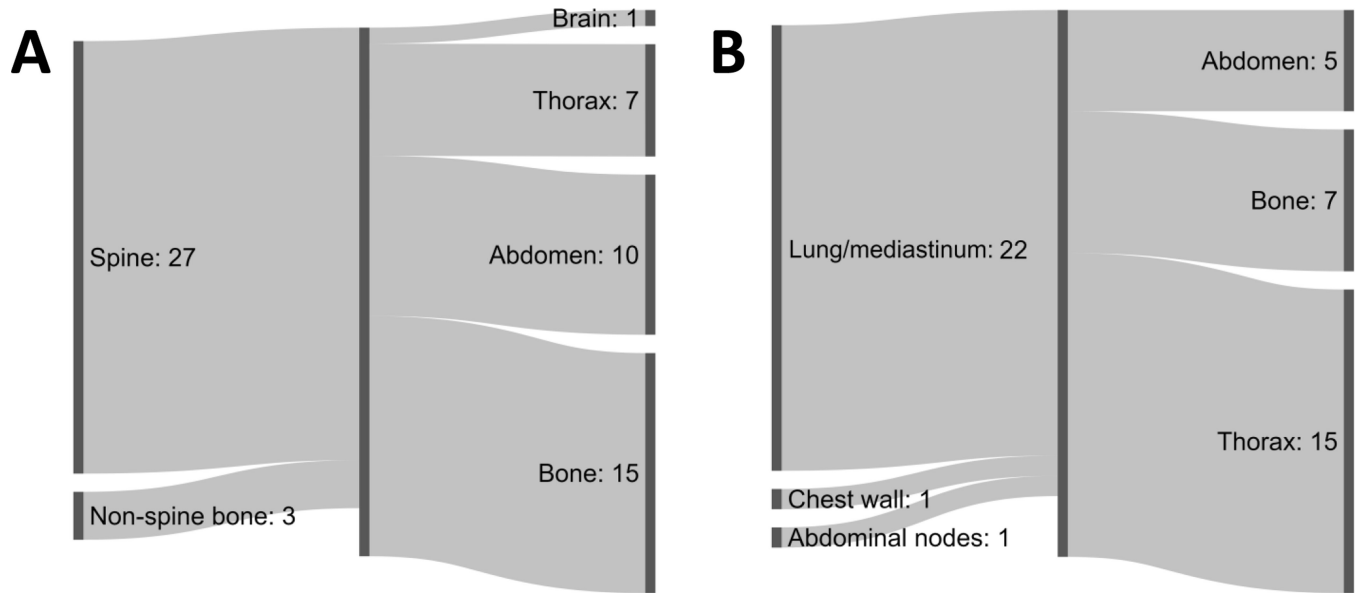 A
Brain: 1
Thorax: 7
Spine: 27
Abdomen: 10
Bone: 15
Non-spine bone: 3
B
Abdomen: 5
Bone: 7
Lung/mediastinum: 22
Thorax: 15
Chest wall: 1
Abdominal nodes: 1